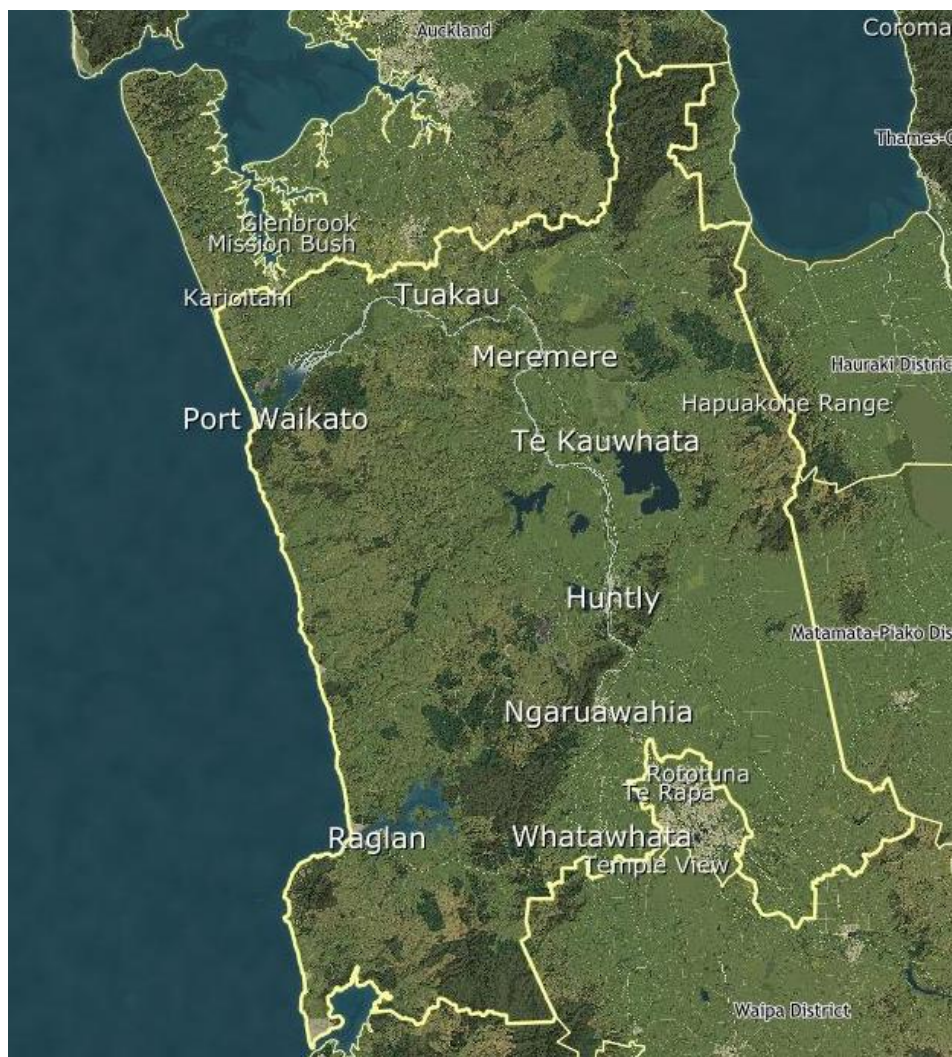 Auckland
Coroma
Thames-C
Glenbrook
Mission Bush
Karioitahi
Tuakau
Meremere
Hauraki Distric
Hapuakohe Range
Port Waikato
Te Kauwhata
Huntly
Matamata-Piako Dis
Ngaruawahia
Rototuna
Te Rapa
Raglan
Whatawhata
Temple View
Waipa District